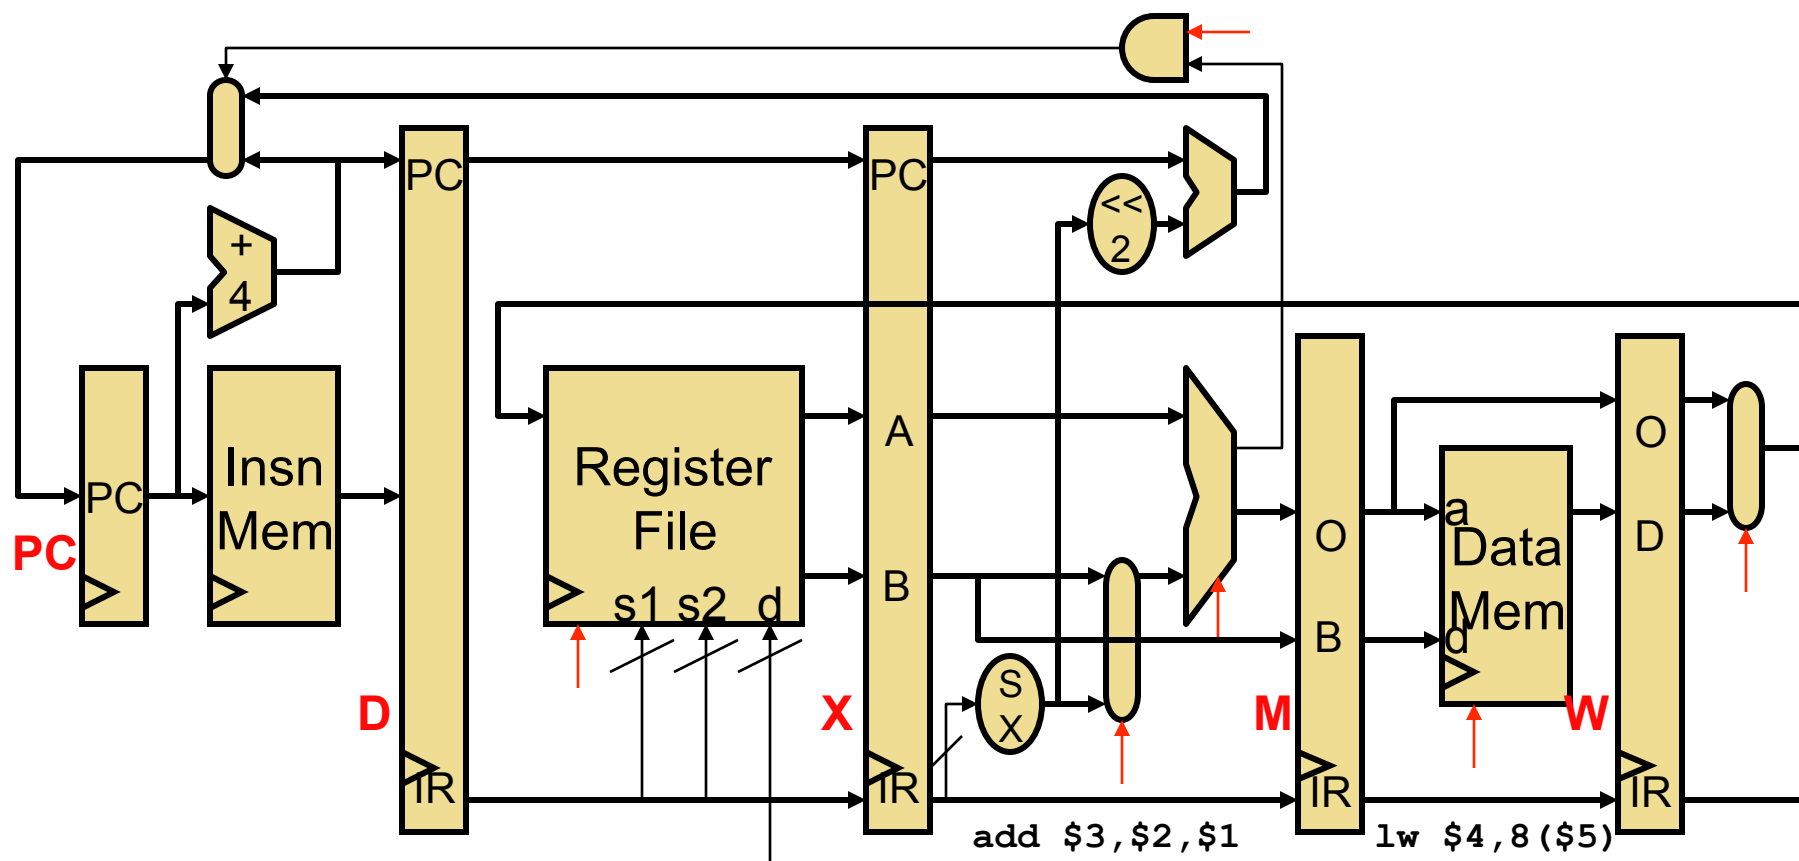 PC
PC
<<
2
+
4
A
O
Register
File
Insn
Mem
PC
a
Data
Mem
d
O
D
PC
B
s1 s2 d
B
S
X
D
X
M
W
IR
IR
IR
IR
add $3,$2,$1
lw $4,8($5)